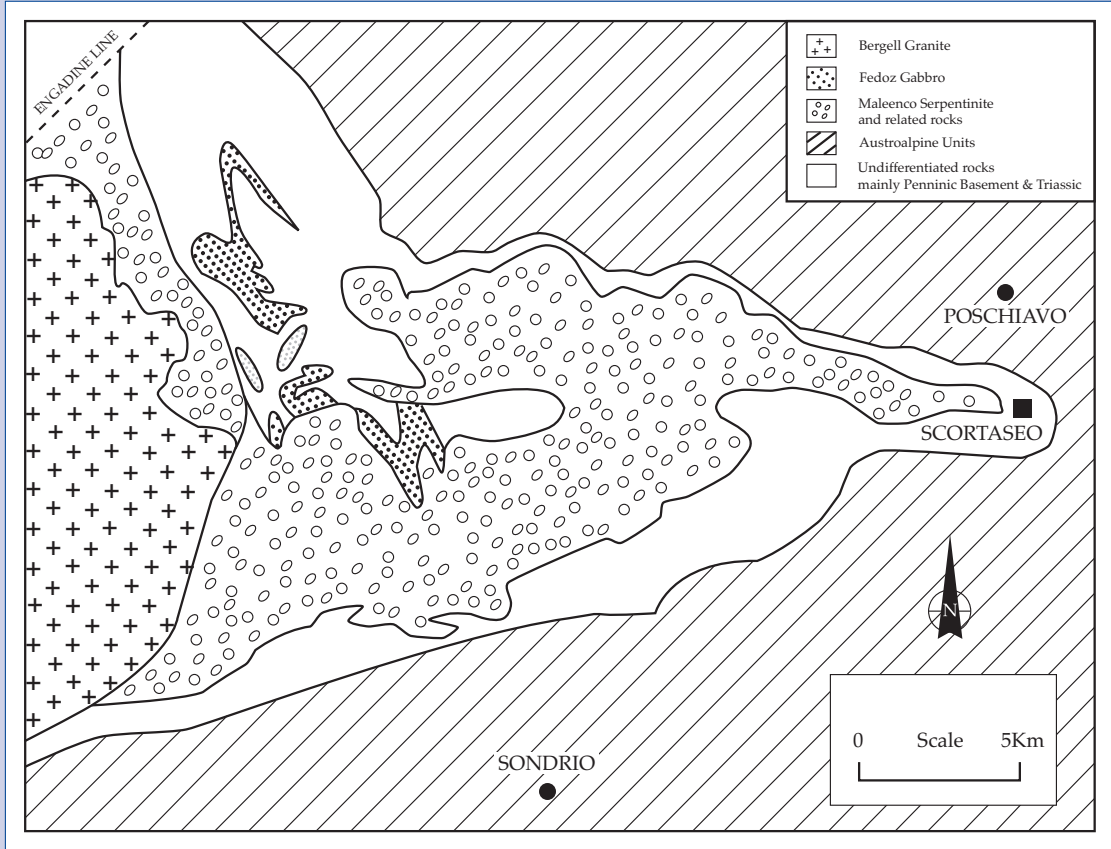 ENGADINE LINE
Bergell Granite
Fedoz Gabbro
Maleenco Serpentinite
and related rocks
Austroalpine Units
Undifferentiated rocks
mainly Penninic Basement & Triassic
POSCHIAVO
SCORTASEO
N
0 Scale 5Km
SONDRIO